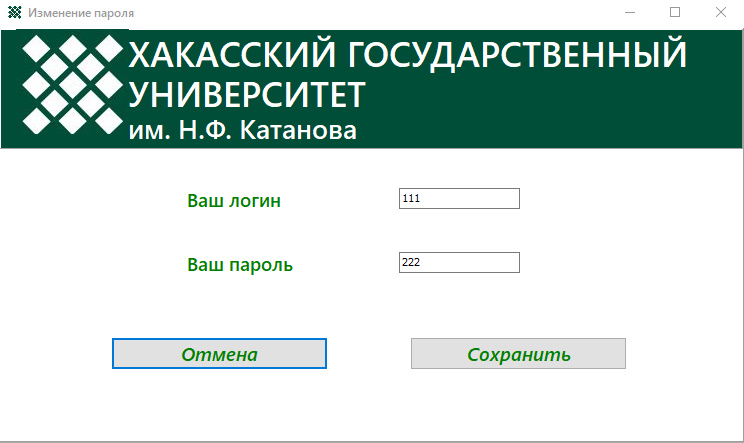 Изменение пароля
ХАКАССКИЙ ГОСУДАРСТВЕННЫЙ
УНИВЕРСИТЕТ
им. Н.Ф. Катанова
Ваш логин
111
Ваш пароль
222
Отмена
Сохранить